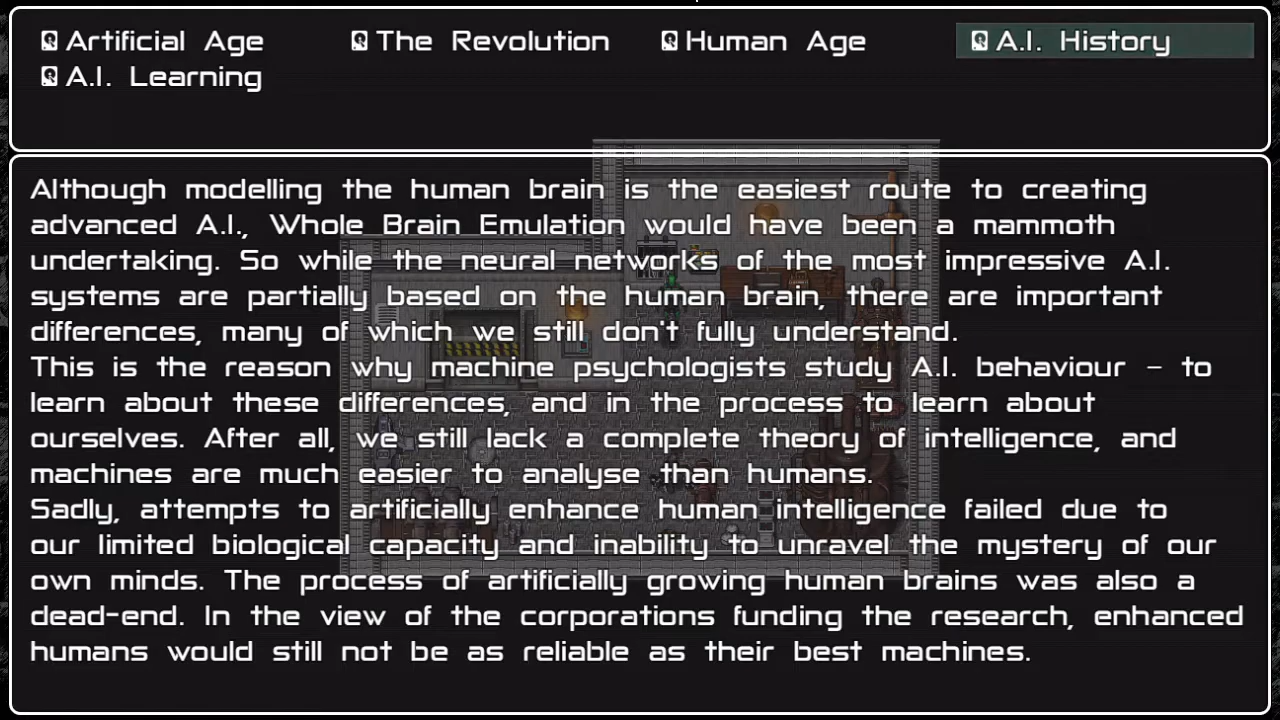 Artificial Age The Revolution Human Age A.I. History
A.I. Learning
Although modelling the human brain is the easiest route to creating
advanced A.I., Whole Brain Emulation would have been a mammoth
undertaking. So while the neural networks of the most impressive A.I.
systems are partially based on the human brain, there are important
differences, many of which we still don't fully understand.
This is the reason why machine psychologists study A.I. behaviour – to
learn about these differences, and in the process to learn about
ourselves. After all, we still lack a complete theory of intelligence, and
machines are much easier to analyse than humans.
Sadly, attempts to artificially enhance human intelligence failed due to
our limited biological capacity and inability to unravel the mystery of our
own minds. The process of artificially growing human brains was also a
dead-end. In the view of the corporations funding the research, enhanced
humans would still not be as reliable as their best machines.